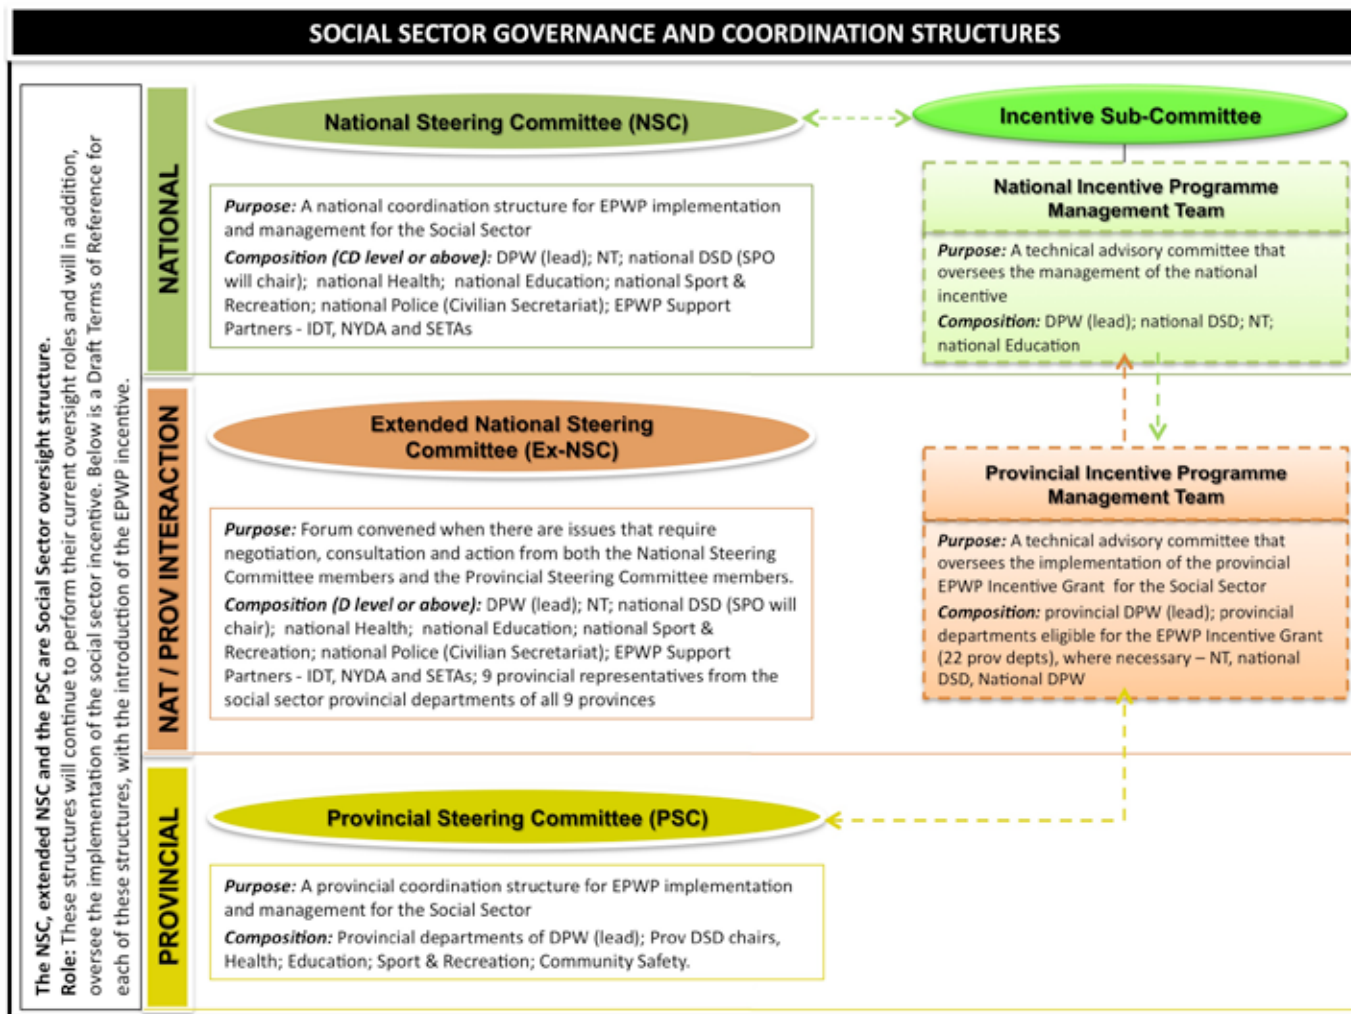 SOCIAL SECTOR GOVERNANCE AND COORDINATION STRUCTURES
The NSC, extended NSC and the PSC are Social Sector oversight structure.
Role: These structures will continue to perform their current oversight roles and will in addition,
oversee the implementation of the social sector incentive. Below is a Draft Terms of Reference for
each of these structures, with the introduction of the EPWP incentive.
NATIONAL
National Steering Committee (NSC)
Purpose: A national coordination structure for EPWP implementation
and management for the Social Sector
Composition (CD level or above): DPW (lead); NT; national DSD (SPO
will chair); national Health; national Education; national Sport &
Recreation; national Police (Civilian Secretariat); EPWP Support
Partners - IDT, NYDA and SETAs
Incentive Sub-Committee
National Incentive Programme
Management Team
Purpose: A technical advisory committee that
oversees the management of the national
incentive
Composition: DPW (lead); national DSD; NT;
national Education
NAT / PROV INTERACTION
Extended National Steering
Committee (Ex-NSC)
Purpose: Forum convened when there are issues that require
negotiation, consultation and action from both the National Steering
Committee members and the Provincial Steering Committee members.
Composition (D level or above): DPW (lead); NT; national DSD (SPO will
chair); national Health; national Education; national Sport &
Recreation; national Police (Civilian Secretariat); EPWP Support
Partners - IDT, NYDA and SETAs; 9 provincial representatives from the
social sector provincial departments of all 9 provinces
Provincial Incentive Programme
Management Team
Purpose: A technical advisory committee that
oversees the implementation of the provincial
EPWP Incentive Grant for the Social Sector
Composition: provincial DPW (lead); provincial
departments eligible for the EPWP Incentive Grant
(22 prov depts), where necessary – NT, national
DSD, National DPW
PROVINCIAL
Provincial Steering Committee (PSC)
Purpose: A provincial coordination structure for EPWP implementation
and management for the Social Sector
Composition: Provincial departments of DPW (lead); Prov DSD chairs,
Health; Education; Sport & Recreation; Community Safety.